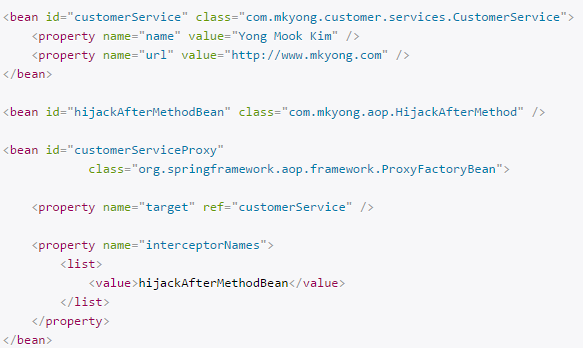 <bean id="customerService" class="com.mkyong.customer.services.CustomerService">
    <property name="name" value="Yong Mook Kim" />
    <property name="url" value="http://www.mkyong.com" />
</bean>

<bean id="hijackAfterMethodBean" class="com.mkyong.aop.HijackAfterMethod" />

<bean id="customerServiceProxy"
            class="org.springframework.aop.framework.ProxyFactoryBean">

    <property name="target" ref="customerService" />

    <property name="interceptorNames">
        <list>
            <value>hijackAfterMethodBean</value>
        </list>
    </property>
</bean>